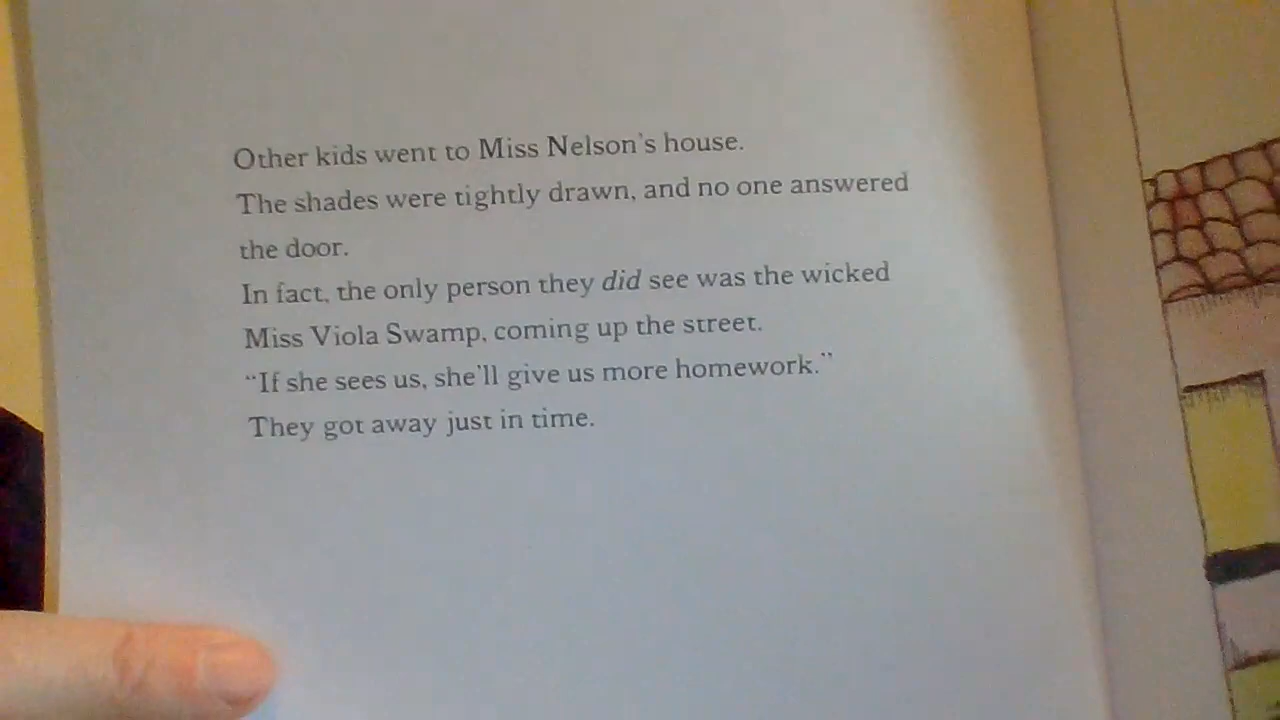 Other kids went to Miss Nelson's house.
The shades were tightly drawn, and no one answered
the door.
In fact, the only person they did see was the wicked
Miss Viola Swamp, coming up the street.
“If she sees us, she'll give us more homework.”
They got away just in time.